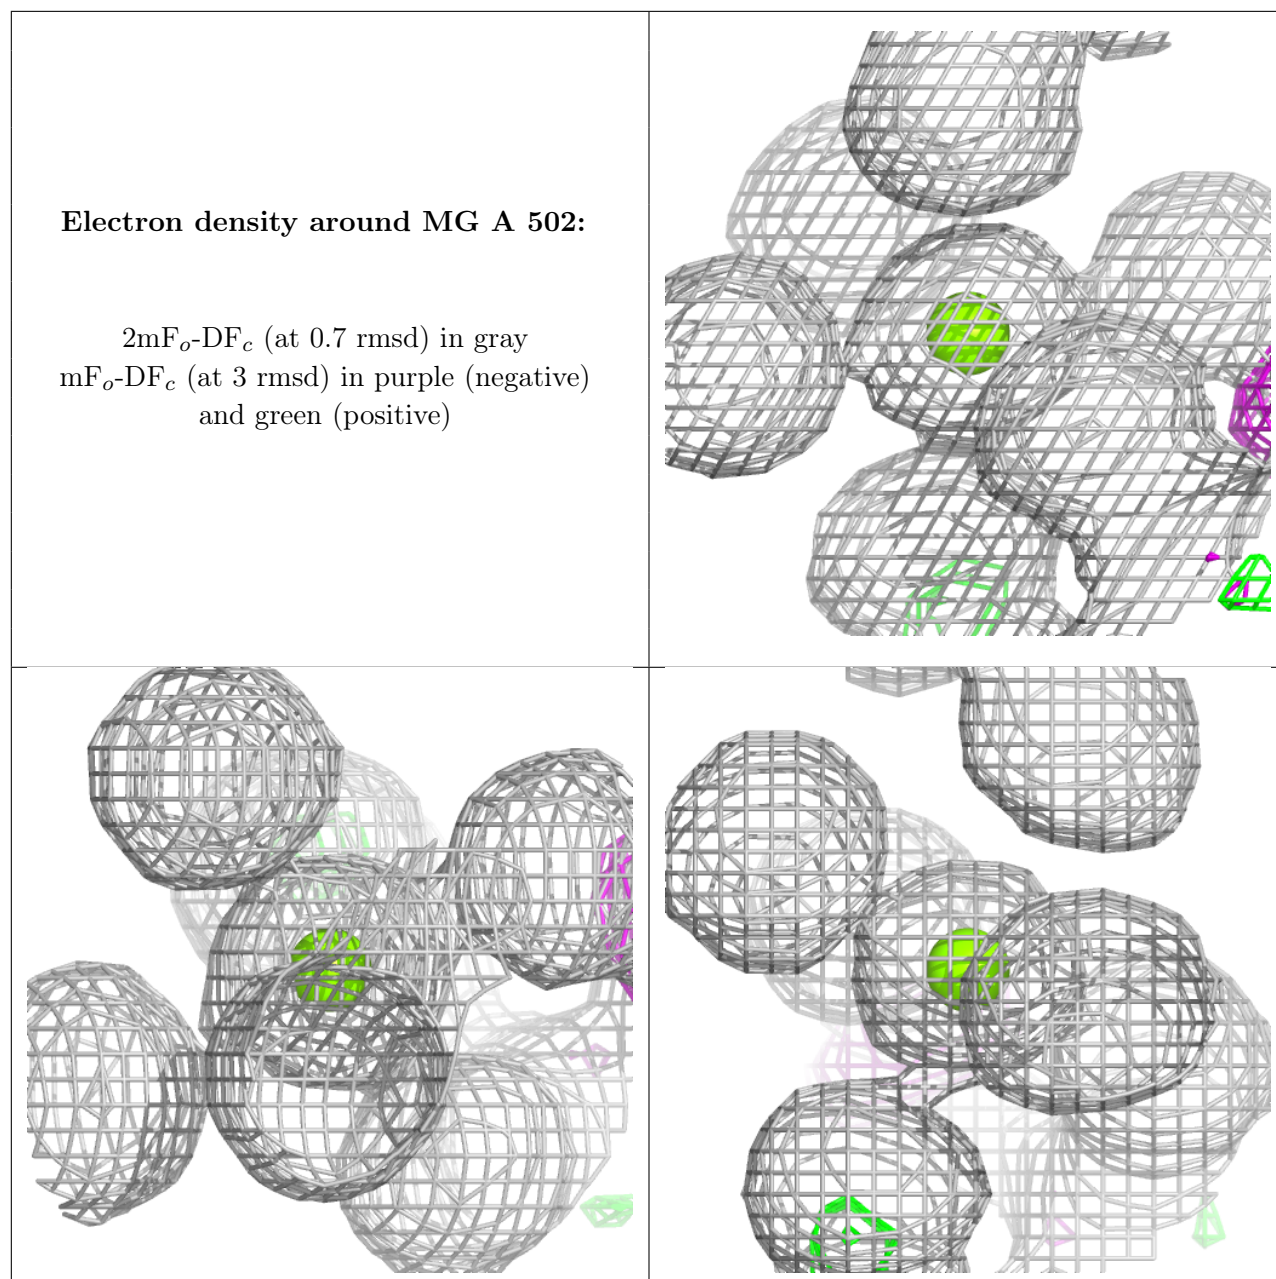 Electron density around MG A 502:
2mFo-DFc (at 0.7 rmsd) in gray
mFo-DFc (at 3 rmsd) in purple (negative)
and green (positive)